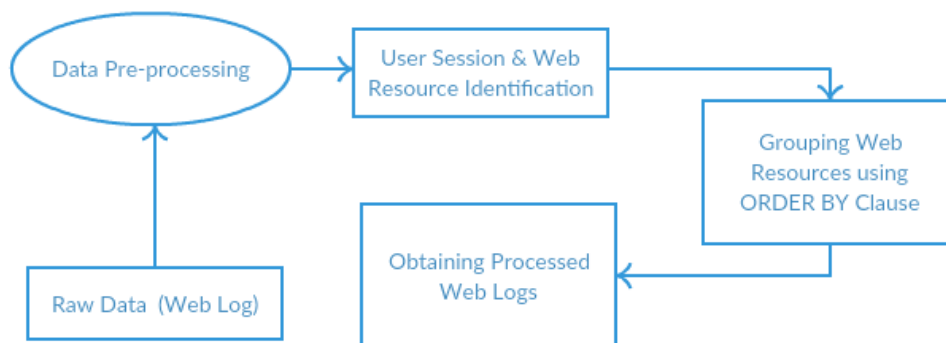 Data Pre-processing
User Session & Web
Resource Identification
Grouping Web
Resources using
ORDER BY Clause
Obtaining Processed
Web Logs
Raw Data (Web Log)